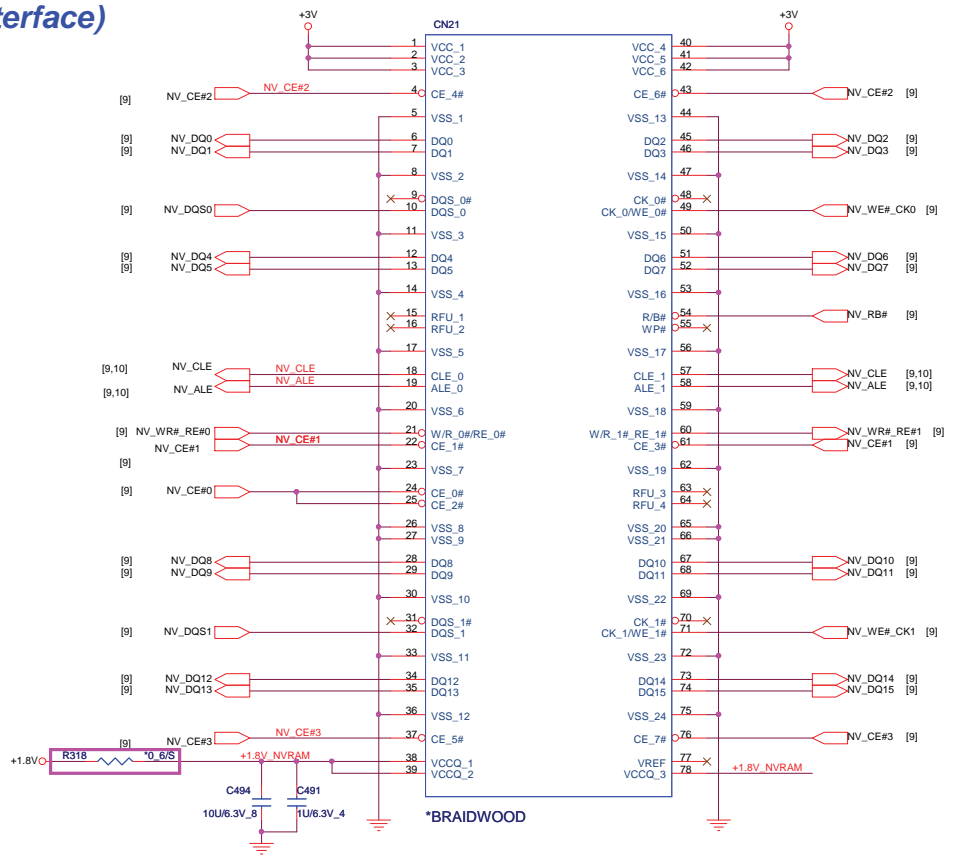 terface)
+3V +3V
CN21
1 VCC_1 VCC_4 40
2 VCC_2 VCC_5 41
3 VCC_3 VCC_6 42
[9] NV_CE#2 NV_CE#2 4 CE_4# CE_6# 43 NV_CE#2 [9]
5 VSS_1 VSS_13 44
[9] NV_DQ0 6 DQ0 DQ2 45 NV_DQ2 [9]
[9] NV_DQ1 7 DQ1 DQ3 46 NV_DQ3 [9]
8 VSS_2 VSS_14 47
9 DQS_0# CK_0# 48
[9] NV_DQS0 10 DQS_0 CK_0/WE_0# 49 NV_WE#_CK0 [9]
11 VSS_3 VSS_15 50
[9] NV_DQ4 12 DQ4 DQ6 51 NV_DQ6 [9]
[9] NV_DQ5 13 DQ5 DQ7 52 NV_DQ7 [9]
14 VSS_4 VSS_16 53
15 RFU_1 R/B# 54 NV_RB# [9]
16 RFU_2 WP# 55
17 VSS_5 VSS_17 56
[9,10] NV_CLE NV_CLE 18 CLE_0 CLE_1 57 NV_CLE [9,10]
[9,10] NV_ALE NV_ALE 19 ALE_0 ALE_1 58 NV_ALE [9,10]
20 VSS_6 VSS_18 59
[9] NV_WR#_RE#0 21 W/R_0#/RE_0# W/R_1#_RE_1# 60 NV_WR#_RE#1 [9]
NV_CE#1 NV_CE#1 22 CE_1# CE_3# 61 NV_CE#1 [9]
[9] 23 VSS_7 VSS_19 62
[9] NV_CE#0 24 CE_0# RFU_3 63
25 CE_2# RFU_4 64
26 VSS_8 VSS_20 65
27 VSS_9 VSS_21 66
[9] NV_DQ8 28 DQ8 DQ10 67 NV_DQ10 [9]
[9] NV_DQ9 29 DQ9 DQ11 68 NV_DQ11 [9]
30 VSS_10 VSS_22 69
31 DQS_1# CK_1# 70
[9] NV_DQS1 32 DQS_1 CK_1/WE_1# 71 NV_WE#_CK1 [9]
33 VSS_11 VSS_23 72
[9] NV_DQ12 34 DQ12 DQ14 73 NV_DQ14 [9]
[9] NV_DQ13 35 DQ13 DQ15 74 NV_DQ15 [9]
36 VSS_12 VSS_24 75
[9] NV_CE#3 NV_CE#3 37 CE_5# CE_7# 76 NV_CE#3 [9]
+1.8V R318 *0_6/S +1.8V_NVRAM 38 VCCQ_1 VREF 77
39 VCCQ_2 VCCQ_3 78 +1.8V_NVRAM
C494 C491
10U/6.3V_8 1U/6.3V_4
*BRAIDWOOD